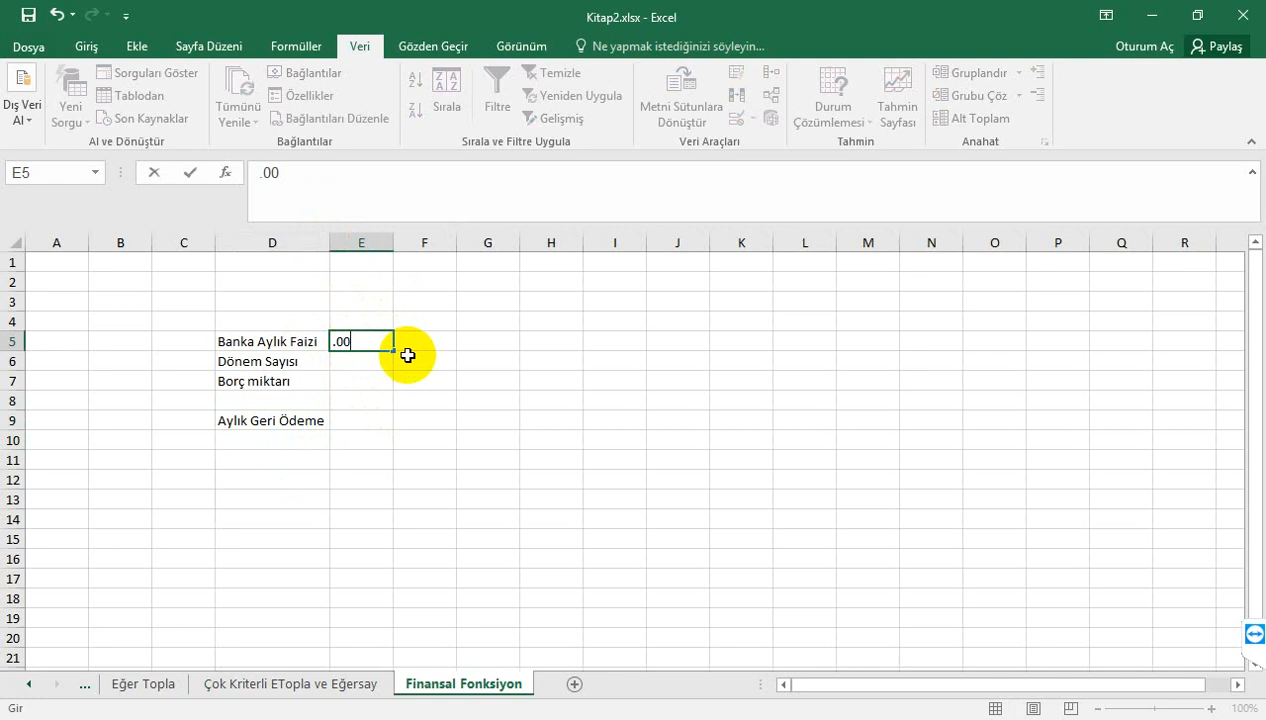 Kitap2.xlsx - Excel
Dosya Giriş Ekle Sayfa Düzeni Formüller Veri Gözden Geçir Görünüm Ne yapmak istediğinizi söyleyin... Oturum Aç Paylaş
Dış Veri Al
Yeni Sorgu
Sorguları Göster
Tablodan
Son Kaynaklar
Al ve Dönüştür
Tümünü Yenile
Bağlantılar
Özellikler
Bağlantıları Düzenle
Bağlantılar
Sırala
Filtre
Temizle
Yeniden Uygula
Gelişmiş
Sırala ve Filtre Uygula
Metni Sütunlara Dönüştür
Veri Araçları
Durum Çözümlemesi
Tahmin Sayfası
Tahmin
Gruplandır
Grubu Çöz
Alt Toplam
Anahat
E5 fx .00
A B C D E F G H I J K L M N O P Q R
1
2
3
4
5 Banka Aylık Faizi .00
6 Dönem Sayısı
7 Borç miktarı
8
9 Aylık Geri Ödeme
10
11
12
13
14
15
16
17
18
19
20
21
... Eğer Topla Çok Kriterli ETopla ve Eğersay Finansal Fonksiyon
Gir 100%